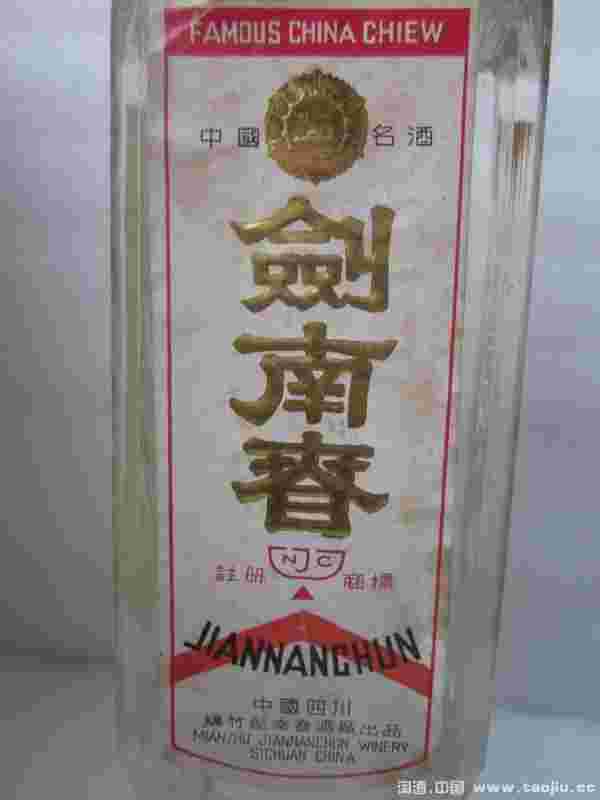 FAMOUS CHINA CHIEW
中國 名酒
劍南春
NJC
註册 商標
JIANNANCHUN
中國四川
綿竹劍南春酒廠出品
MIANZHU JIANNANCHUN WINERY
SICHUAN CHINA
国酒.中国 www.taojiu.cc